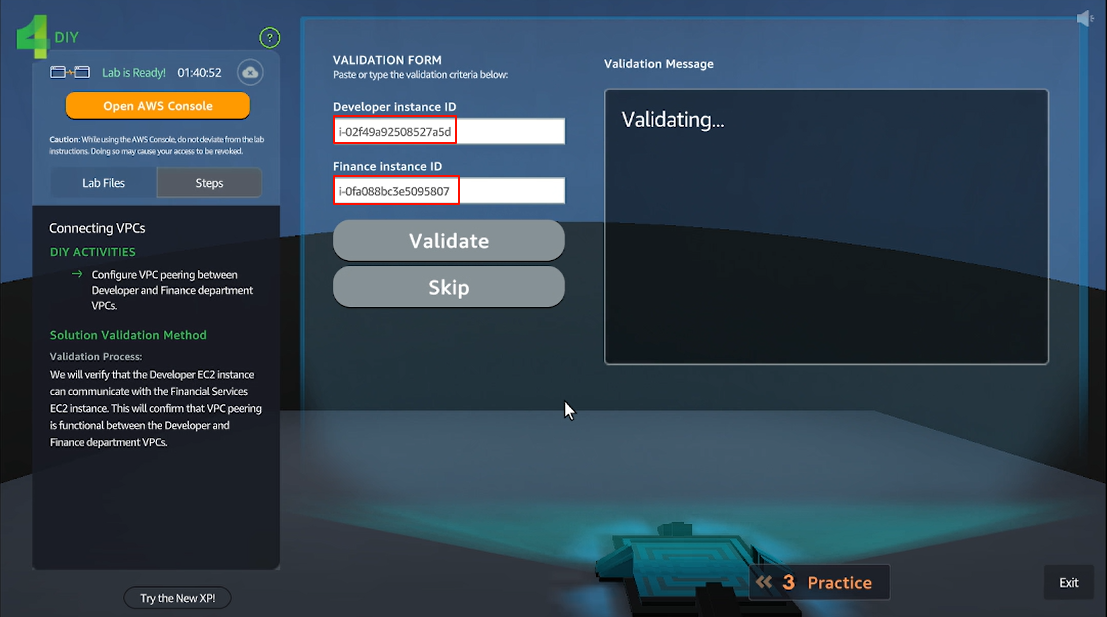 4 DIY
?
Lab is Ready! 01:40:52
Open AWS Console
Caution: While using the AWS Console, do not deviate from the lab
instructions. Doing so may cause your access to be revoked.
Lab Files Steps
Connecting VPCs
DIY ACTIVITIES
→ Configure VPC peering between
Developer and Finance department
VPCs.
Solution Validation Method
Validation Process:
We will verify that the Developer EC2 instance
can communicate with the Financial Services
EC2 instance. This will confirm that VPC peering
is functional between the Developer and
Finance department VPCs.
Try the New XP!
VALIDATION FORM
Paste or type the validation criteria below:
Developer instance ID
i-02f49a92508527a5d
Finance instance ID
i-0fa088bc3e5095807
Validate
Skip
Validation Message
Validating...
« 3 Practice
Exit